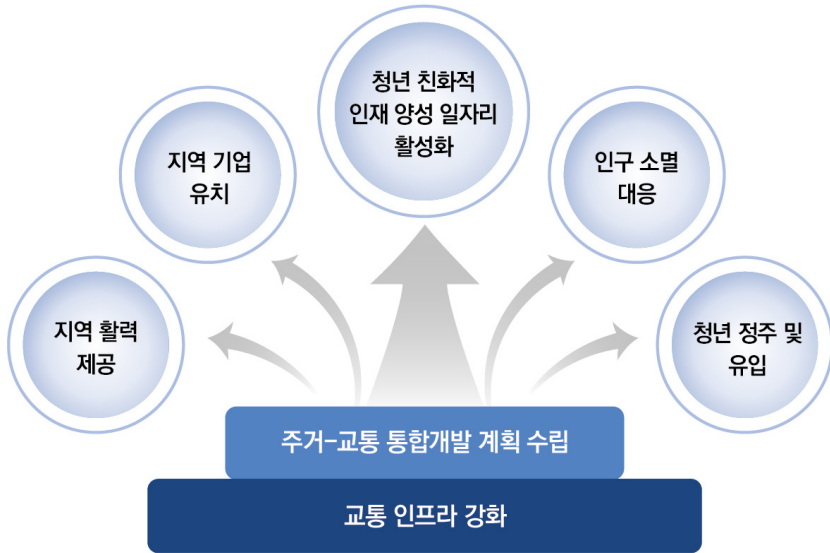 청년 친화적
인재 양성 일자리
활성화
지역 기업
유치
인구 소멸
대응
지역 활력
제공
청년 정주 및
유입
주거-교통 통합개발 계획 수립
교통 인프라 강화